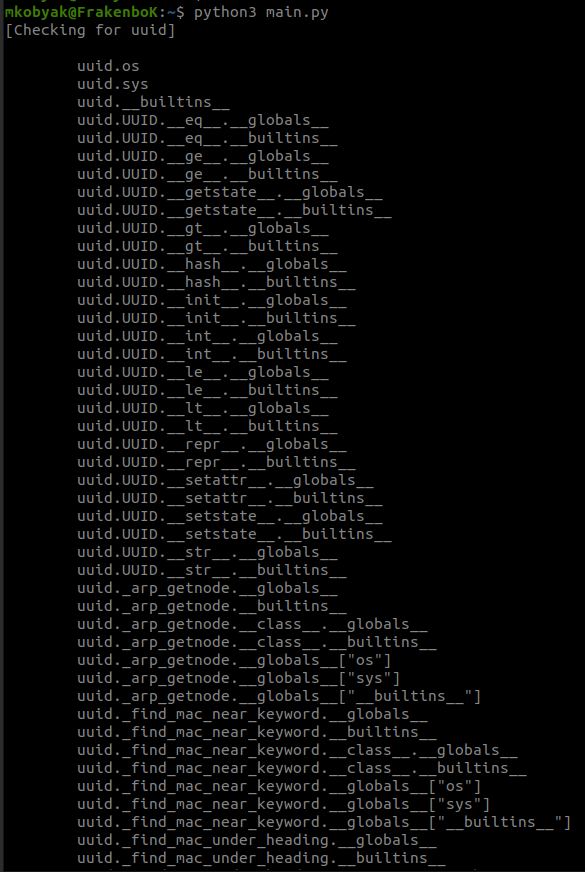 mkobyak@FrakenboK:~$ python3 main.py
[Checking for uuid]
uuid.os
uuid.sys
uuid.__builtins__
uuid.UUID.__eq__.__globals__
uuid.UUID.__eq__.__builtins__
uuid.UUID.__ge__.__globals__
uuid.UUID.__ge__.__builtins__
uuid.UUID.__getstate__.__globals__
uuid.UUID.__getstate__.__builtins__
uuid.UUID.__gt__.__globals__
uuid.UUID.__gt__.__builtins__
uuid.UUID.__hash__.__globals__
uuid.UUID.__hash__.__builtins__
uuid.UUID.__init__.__globals__
uuid.UUID.__init__.__builtins__
uuid.UUID.__int__.__globals__
uuid.UUID.__int__.__builtins__
uuid.UUID.__le__.__globals__
uuid.UUID.__le__.__builtins__
uuid.UUID.__lt__.__globals__
uuid.UUID.__lt__.__builtins__
uuid.UUID.__repr__.__globals__
uuid.UUID.__repr__.__builtins__
uuid.UUID.__setattr__.__globals__
uuid.UUID.__setattr__.__builtins__
uuid.UUID.__setstate__.__globals__
uuid.UUID.__setstate__.__builtins__
uuid.UUID.__str__.__globals__
uuid.UUID.__str__.__builtins__
uuid._arp_getnode.__globals__
uuid._arp_getnode.__builtins__
uuid._arp_getnode.__class__.__globals__
uuid._arp_getnode.__class__.__builtins__
uuid._arp_getnode.__globals__["os"]
uuid._arp_getnode.__globals__["sys"]
uuid._arp_getnode.__globals__["__builtins__"]
uuid._find_mac_near_keyword.__globals__
uuid._find_mac_near_keyword.__builtins__
uuid._find_mac_near_keyword.__class__.__globals__
uuid._find_mac_near_keyword.__class__.__builtins__
uuid._find_mac_near_keyword.__globals__["os"]
uuid._find_mac_near_keyword.__globals__["sys"]
uuid._find_mac_near_keyword.__globals__["__builtins__"]
uuid._find_mac_under_heading.__globals__
uuid._find_mac_under_heading.__builtins__